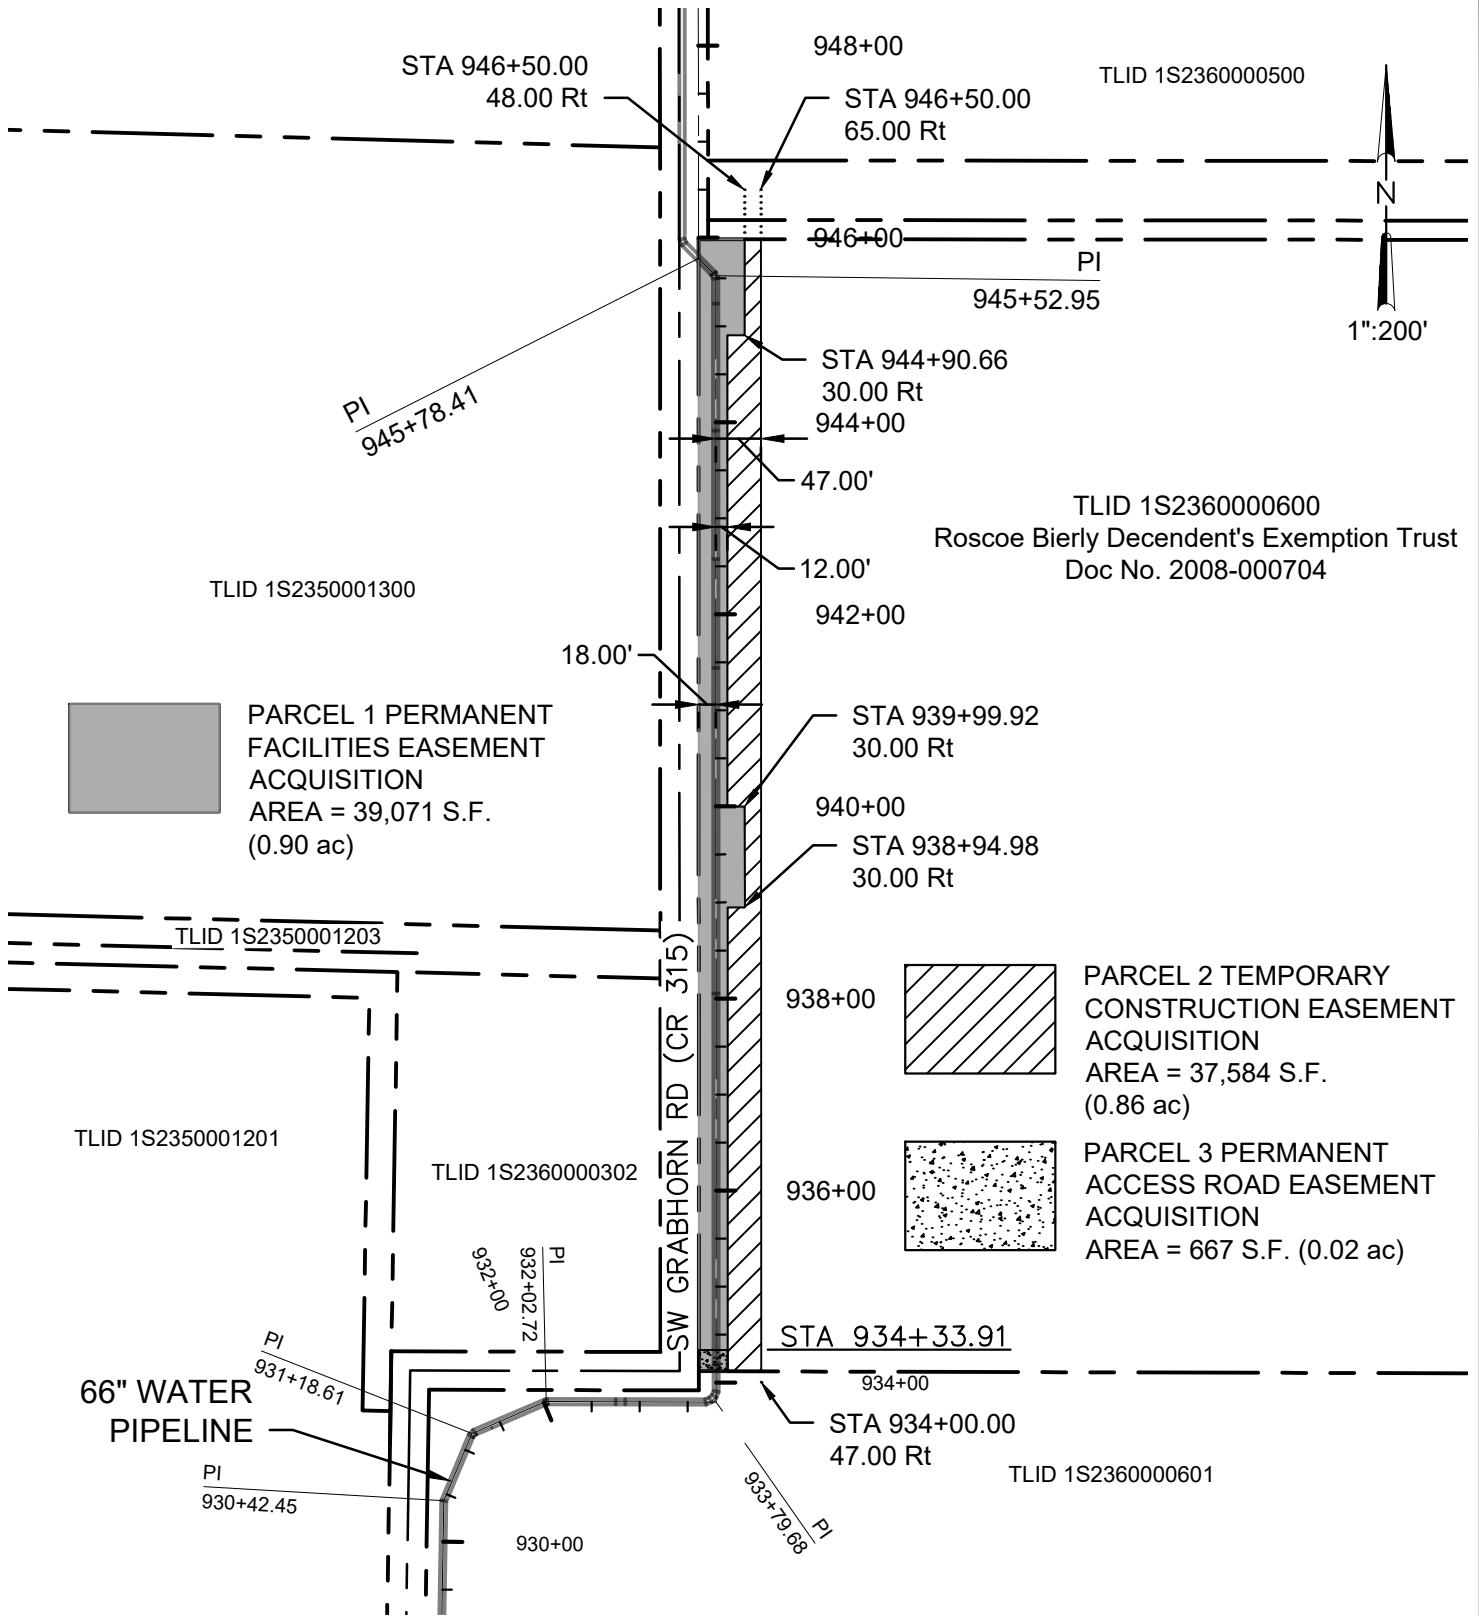 948+00
STA 946+50.00
48.00 Rt
TLID 1S2360000500
STA 946+50.00
65.00 Rt
N
1":200'
946+00
PI
945+52.95
STA 944+90.66
30.00 Rt
PI
945+78.41
944+00
47.00'
TLID 1S2360000600
Roscoe Bierly Decendent's Exemption Trust
Doc No. 2008-000704
12.00'
TLID 1S2350001300
942+00
18.00'
PARCEL 1 PERMANENT
FACILITIES EASEMENT
ACQUISITION
AREA = 39,071 S.F.
(0.90 ac)
STA 939+99.92
30.00 Rt
940+00
STA 938+94.98
30.00 Rt
TLID 1S2350001203
SW GRABHORN RD (CR 315)
938+00
PARCEL 2 TEMPORARY
CONSTRUCTION EASEMENT
ACQUISITION
AREA = 37,584 S.F.
(0.86 ac)
TLID 1S2350001201
TLID 1S2360000302
936+00
PARCEL 3 PERMANENT
ACCESS ROAD EASEMENT
ACQUISITION
AREA = 667 S.F. (0.02 ac)
932+00
PI
932+02.72
STA 934+33.91
PI
931+18.61
934+00
66" WATER
PIPELINE
STA 934+00.00
47.00 Rt
PI
930+42.45
TLID 1S2360000601
PI
933+79.68
930+00